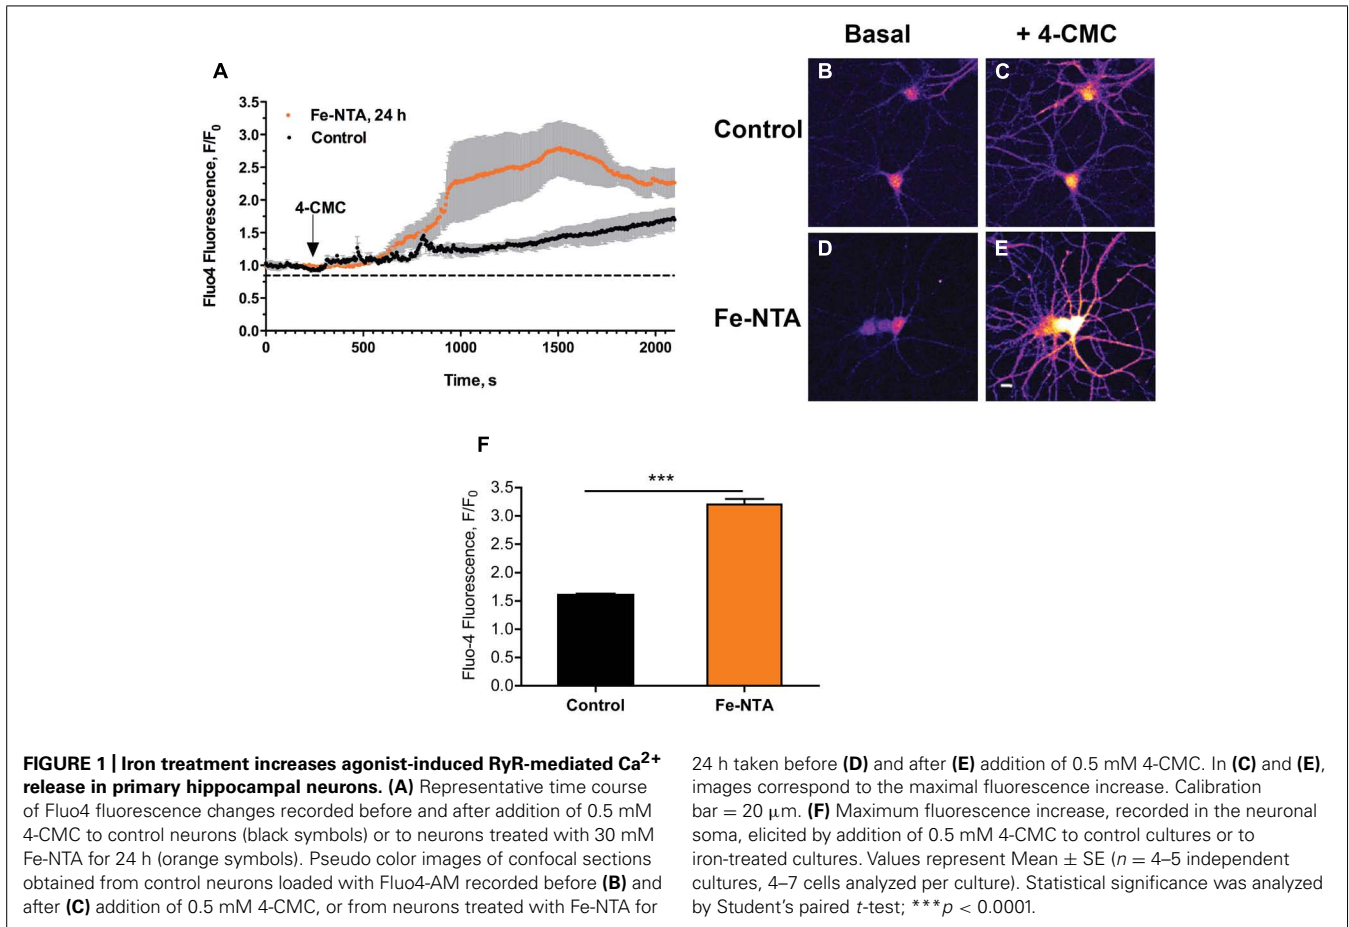 Basal
+ 4-CMC
A
B
C
3.5
3.0
2.5
2.0
1.5
1.0
0.5
0.0
Fluo4 Fluorescence, F/F0
Fe-NTA, 24 h
Control
4-CMC
0
500
1000
1500
2000
Time, s
Control
D
E
Fe-NTA
F
3.5
3.0
2.5
2.0
1.5
1.0
0.5
0.0
Fluo-4 Fluorescence, F/F0
***
Control
Fe-NTA
FIGURE 1 | Iron treatment increases agonist-induced RyR-mediated Ca2+
release in primary hippocampal neurons. (A) Representative time course
of Fluo4 fluorescence changes recorded before and after addition of 0.5 mM
4-CMC to control neurons (black symbols) or to neurons treated with 30 mM
Fe-NTA for 24 h (orange symbols). Pseudo color images of confocal sections
obtained from control neurons loaded with Fluo4-AM recorded before (B) and
after (C) addition of 0.5 mM 4-CMC, or from neurons treated with Fe-NTA for
24 h taken before (D) and after (E) addition of 0.5 mM 4-CMC. In (C) and (E),
images correspond to the maximal fluorescence increase. Calibration
bar = 20 μm. (F) Maximum fluorescence increase, recorded in the neuronal
soma, elicited by addition of 0.5 mM 4-CMC to control cultures or to
iron-treated cultures. Values represent Mean ± SE (n = 4–5 independent
cultures, 4–7 cells analyzed per culture). Statistical significance was analyzed
by Student's paired t-test; ***p < 0.0001.